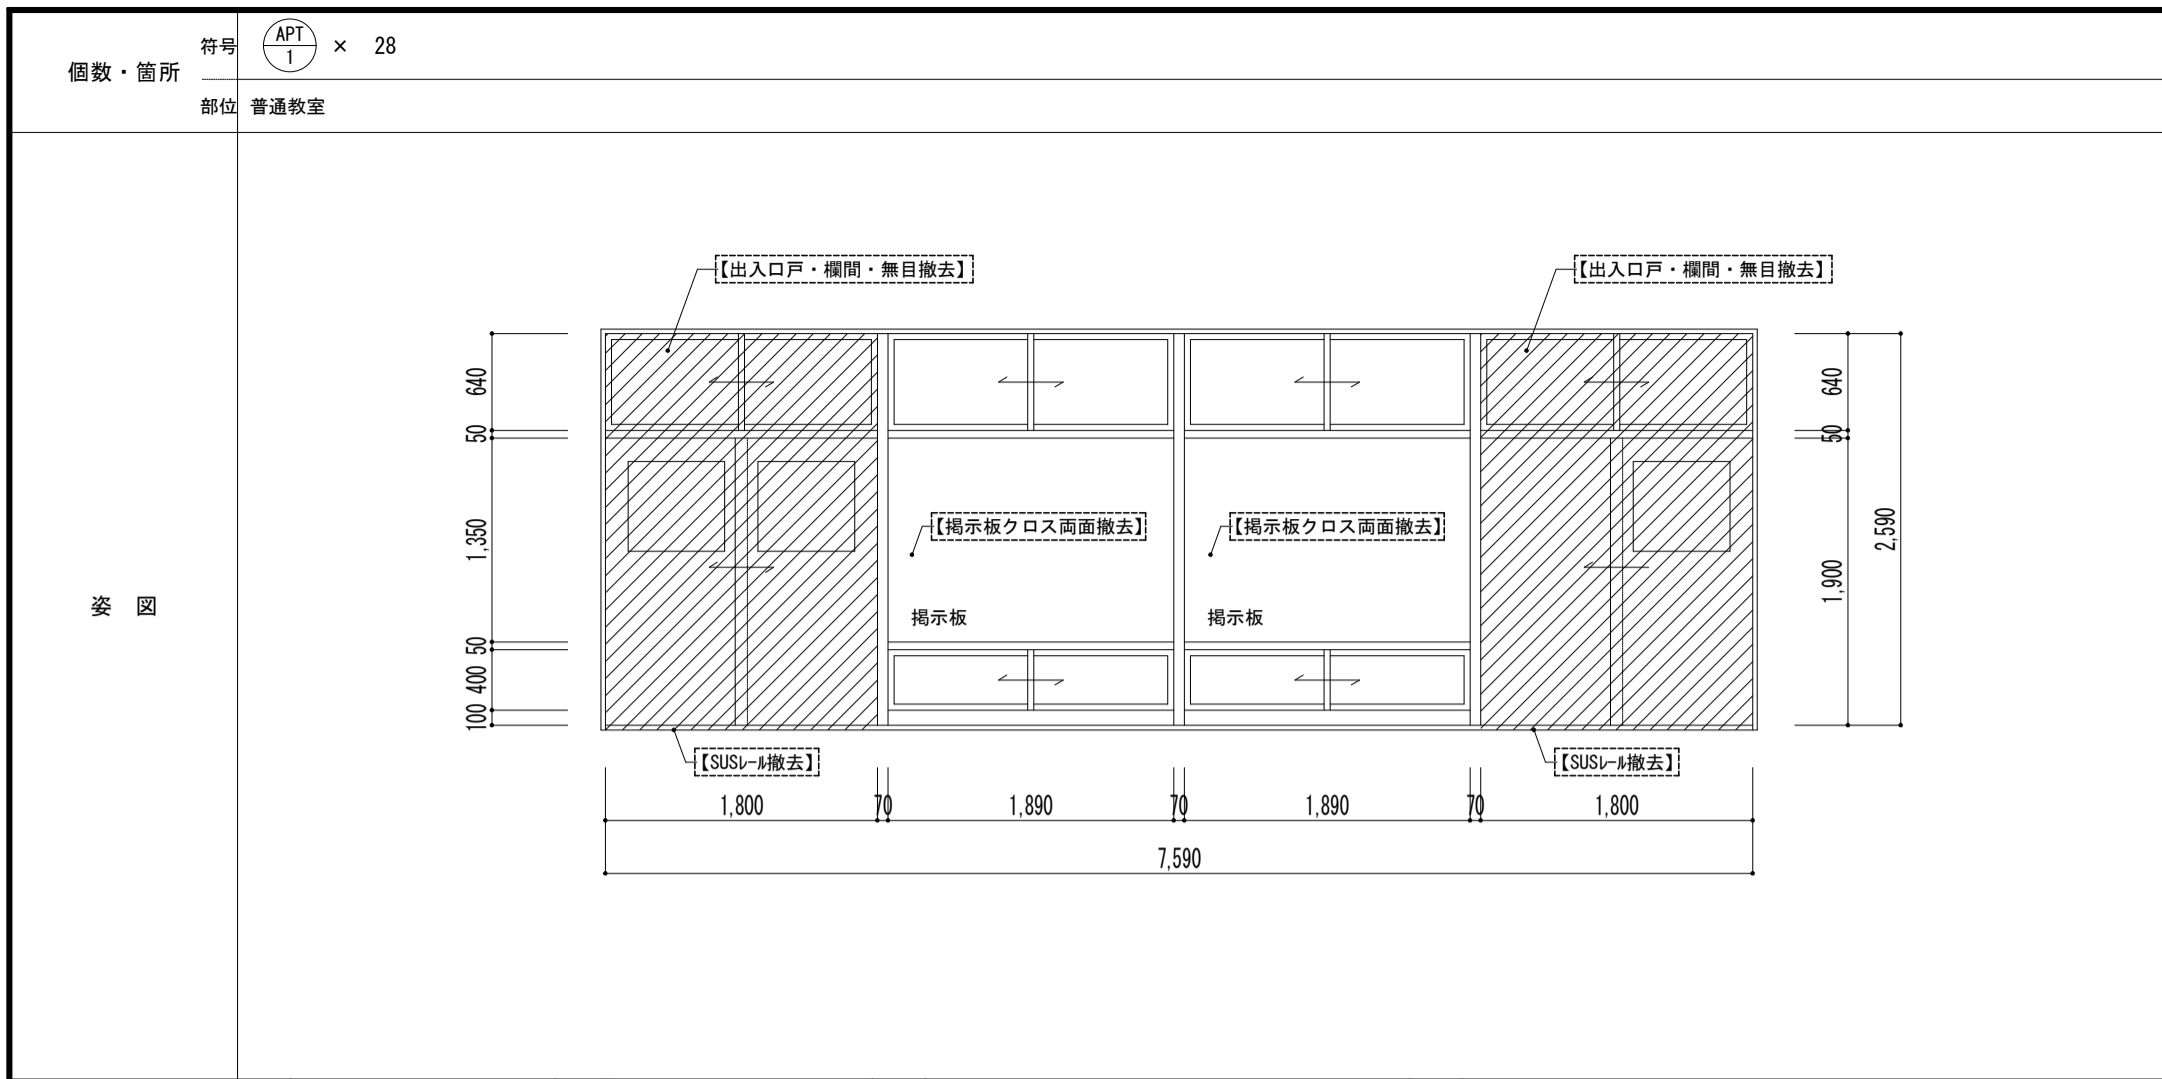 符号 APT 1 × 28
個数・箇所
部位 普通教室
【出入口戸・欄間・無目撤去】
【出入口戸・欄間・無目撤去】
640
50
1,350
50
400
100
640
50
1,900
2,590
【掲示板クロス両面撤去】
【掲示板クロス両面撤去】
掲示板
掲示板
姿 図
【SUSレール撤去】
【SUSレール撤去】
1,800 70 1,890 70 1,890 70 1,800
7,590